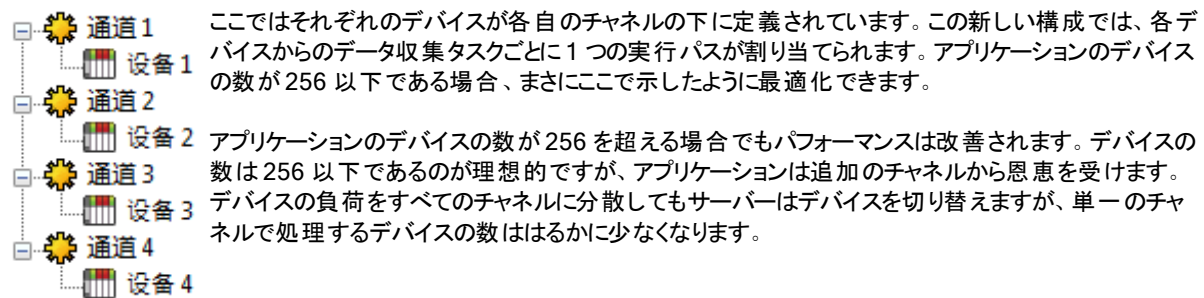 通道 1
设备 1
通道 2
设备 2
通道 3
设备 3
通道 4
设备 4
ここではそれぞれのデバイスが各自のチャネルの下に定義されています。この新しい構成では、各デ
バイスからのデータ収集タスクごとに 1 つの実行パスが割り当てられます。アプリケーションのデバイス
の数が 256 以下である場合、まさにここで示したように最適化できます。
アプリケーションのデバイスの数が 256 を超える場合でもパフォーマンスは改善されます。デバイスの
数は 256 以下であるのが理想的ですが、アプリケーションは追加のチャネルから恩恵を受けます。
デバイスの負荷をすべてのチャネルに分散してもサーバーはデバイスを切り替えますが、単一のチャ
ネルで処理するデバイスの数ははるかに少なくなります。